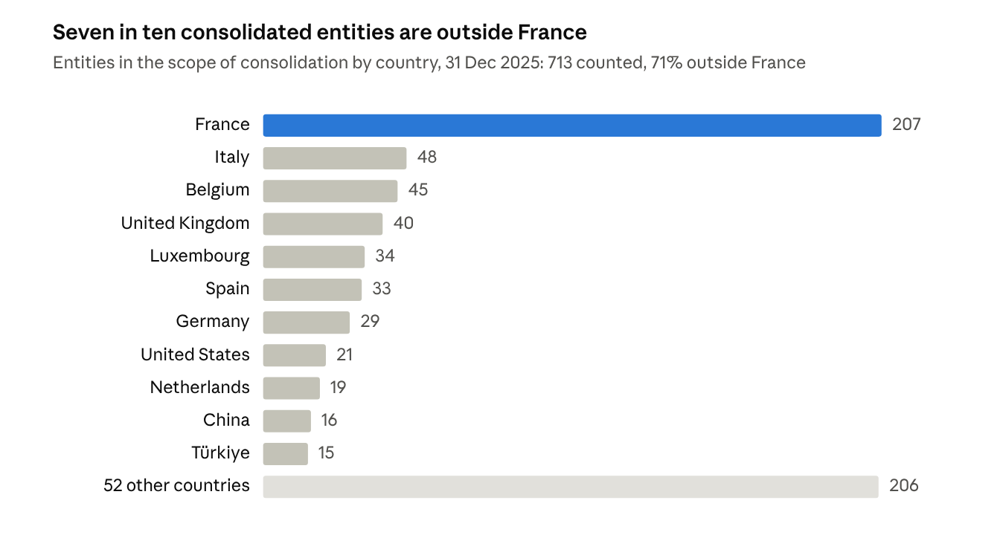 Seven in ten consolidated entities are outside France
Entities in the scope of consolidation by country, 31 Dec 2025: 713 counted, 71% outside France
France 207
Italy 48
Belgium 45
United Kingdom 40
Luxembourg 34
Spain 33
Germany 29
United States 21
Netherlands 19
China 16
Türkiye 15
52 other countries 206